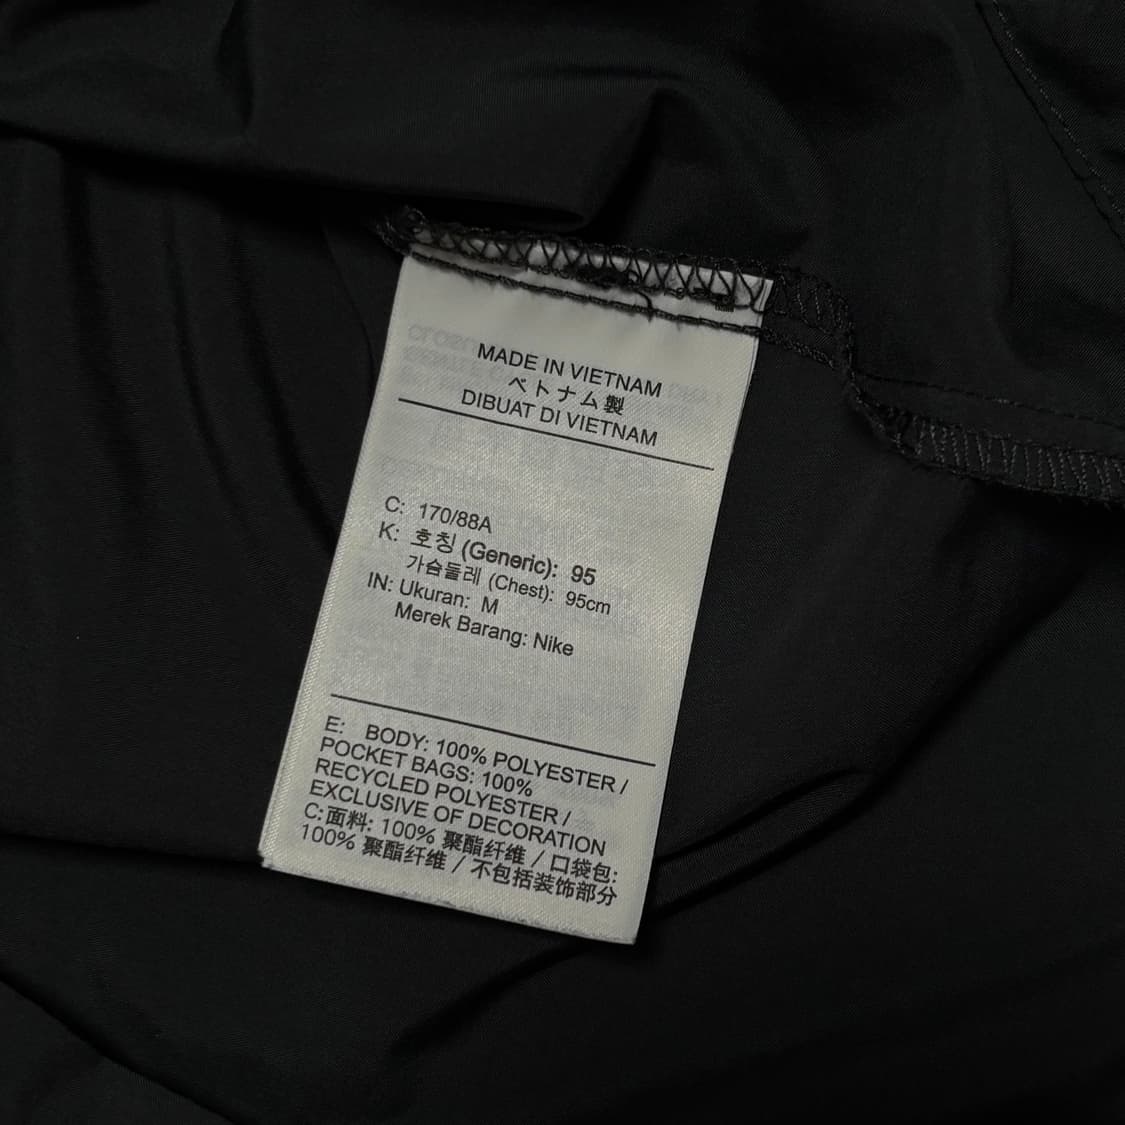 MADE IN VIETNAM
ベトナム製
DIBUAT DI VIETNAM
C: 170/88A
K: 호칭 (Generic): 95
가슴둘레 (Chest): 95cm
IN: Ukuran: M
Merek Barang: Nike
E: BODY: 100% POLYESTER /
POCKET BAGS: 100%
RECYCLED POLYESTER /
EXCLUSIVE OF DECORATION
C:面料: 100% 聚酯纤维 / 口袋包:
100% 聚酯纤维 / 不包括装饰部分